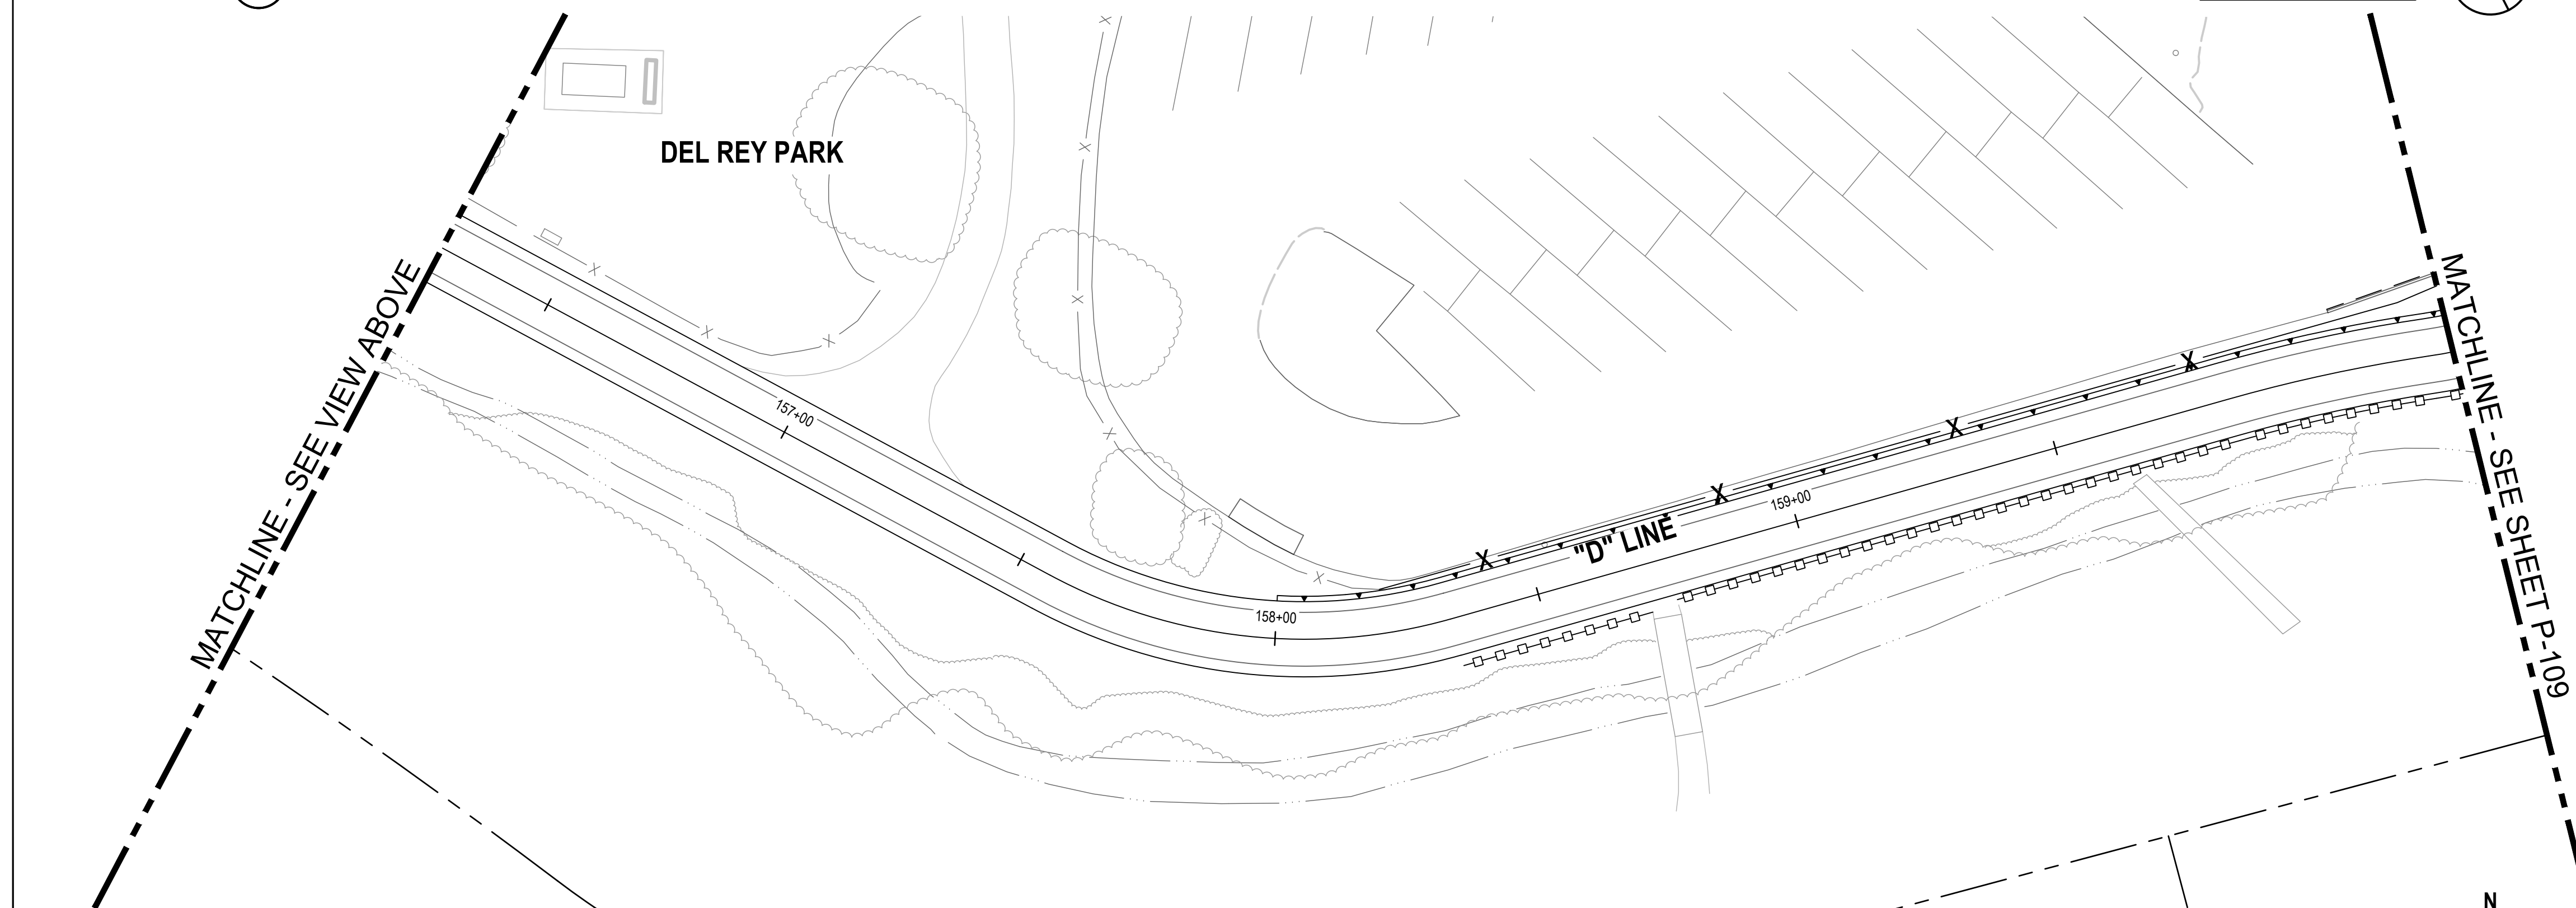 DEL REY PARK
MATCHLINE - SEE VIEW ABOVE
157+00
158+00
"D" LINE
159+00
MATCHLINE - SEE SHEET P-109
N